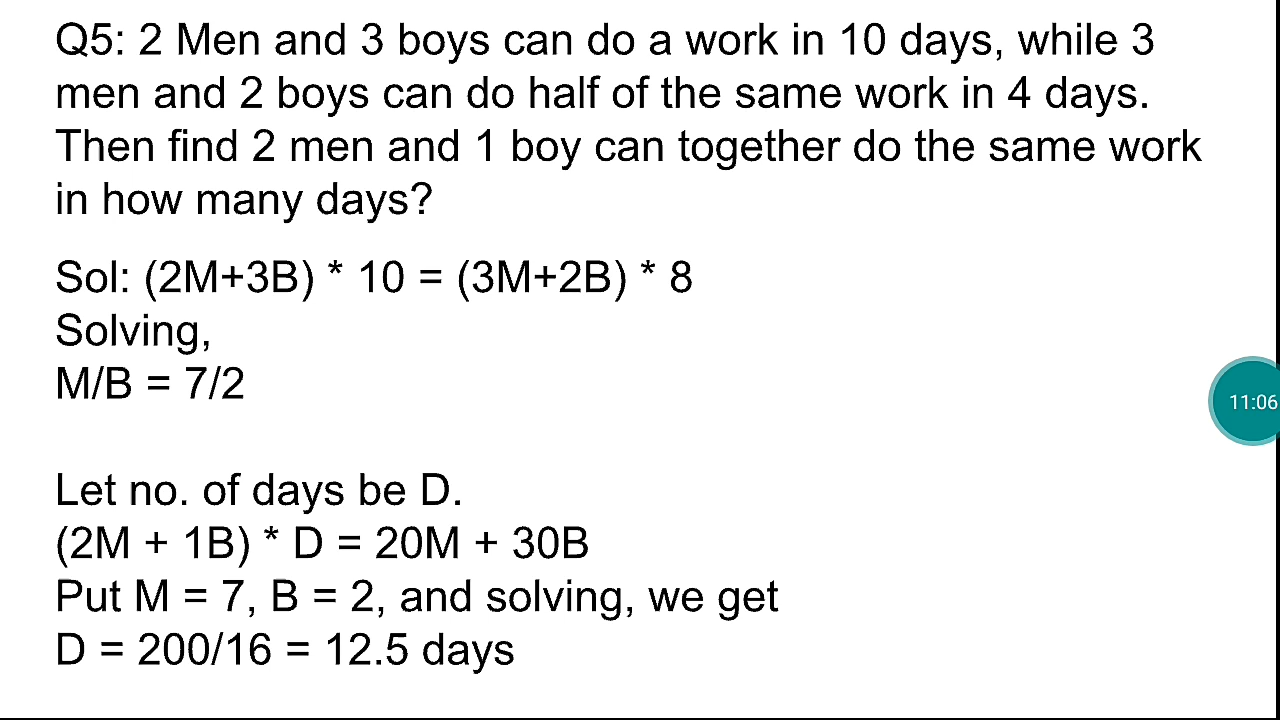 Q5: 2 Men and 3 boys can do a work in 10 days, while 3
men and 2 boys can do half of the same work in 4 days.
Then find 2 men and 1 boy can together do the same work
in how many days?
Sol: (2M+3B) * 10 = (3M+2B) * 8
Solving,
M/B = 7/2
11:06
Let no. of days be D.
(2M + 1B) * D = 20M + 30B
Put M = 7, B = 2, and solving, we get
D = 200/16 = 12.5 days